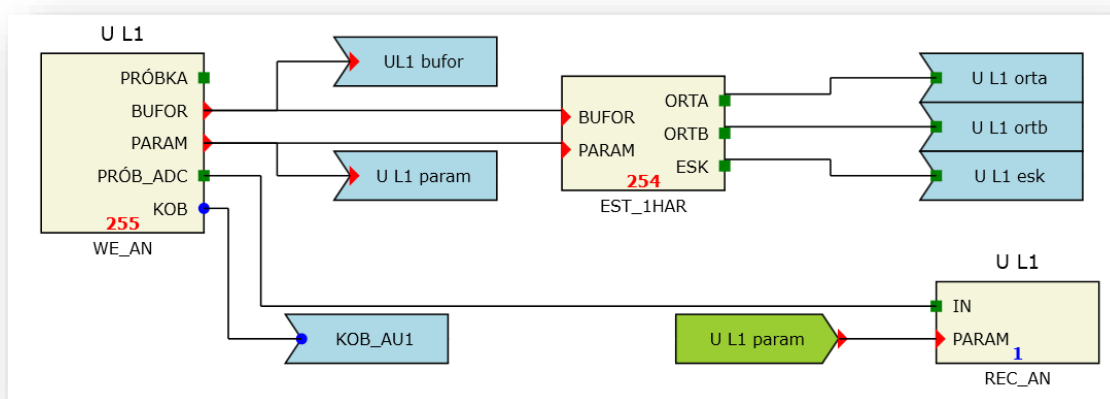 U L1
PRÓBKA
BUFOR
PARAM
PRÓB_ADC
KOB
255
WE_AN
UL1 bufor
U L1 param
BUFOR
PARAM
ORTA
ORTB
ESK
254
EST_1HAR
U L1 orta
U L1 ortb
U L1 esk
KOB_AU1
U L1 param
U L1
IN
PARAM
1
REC_AN